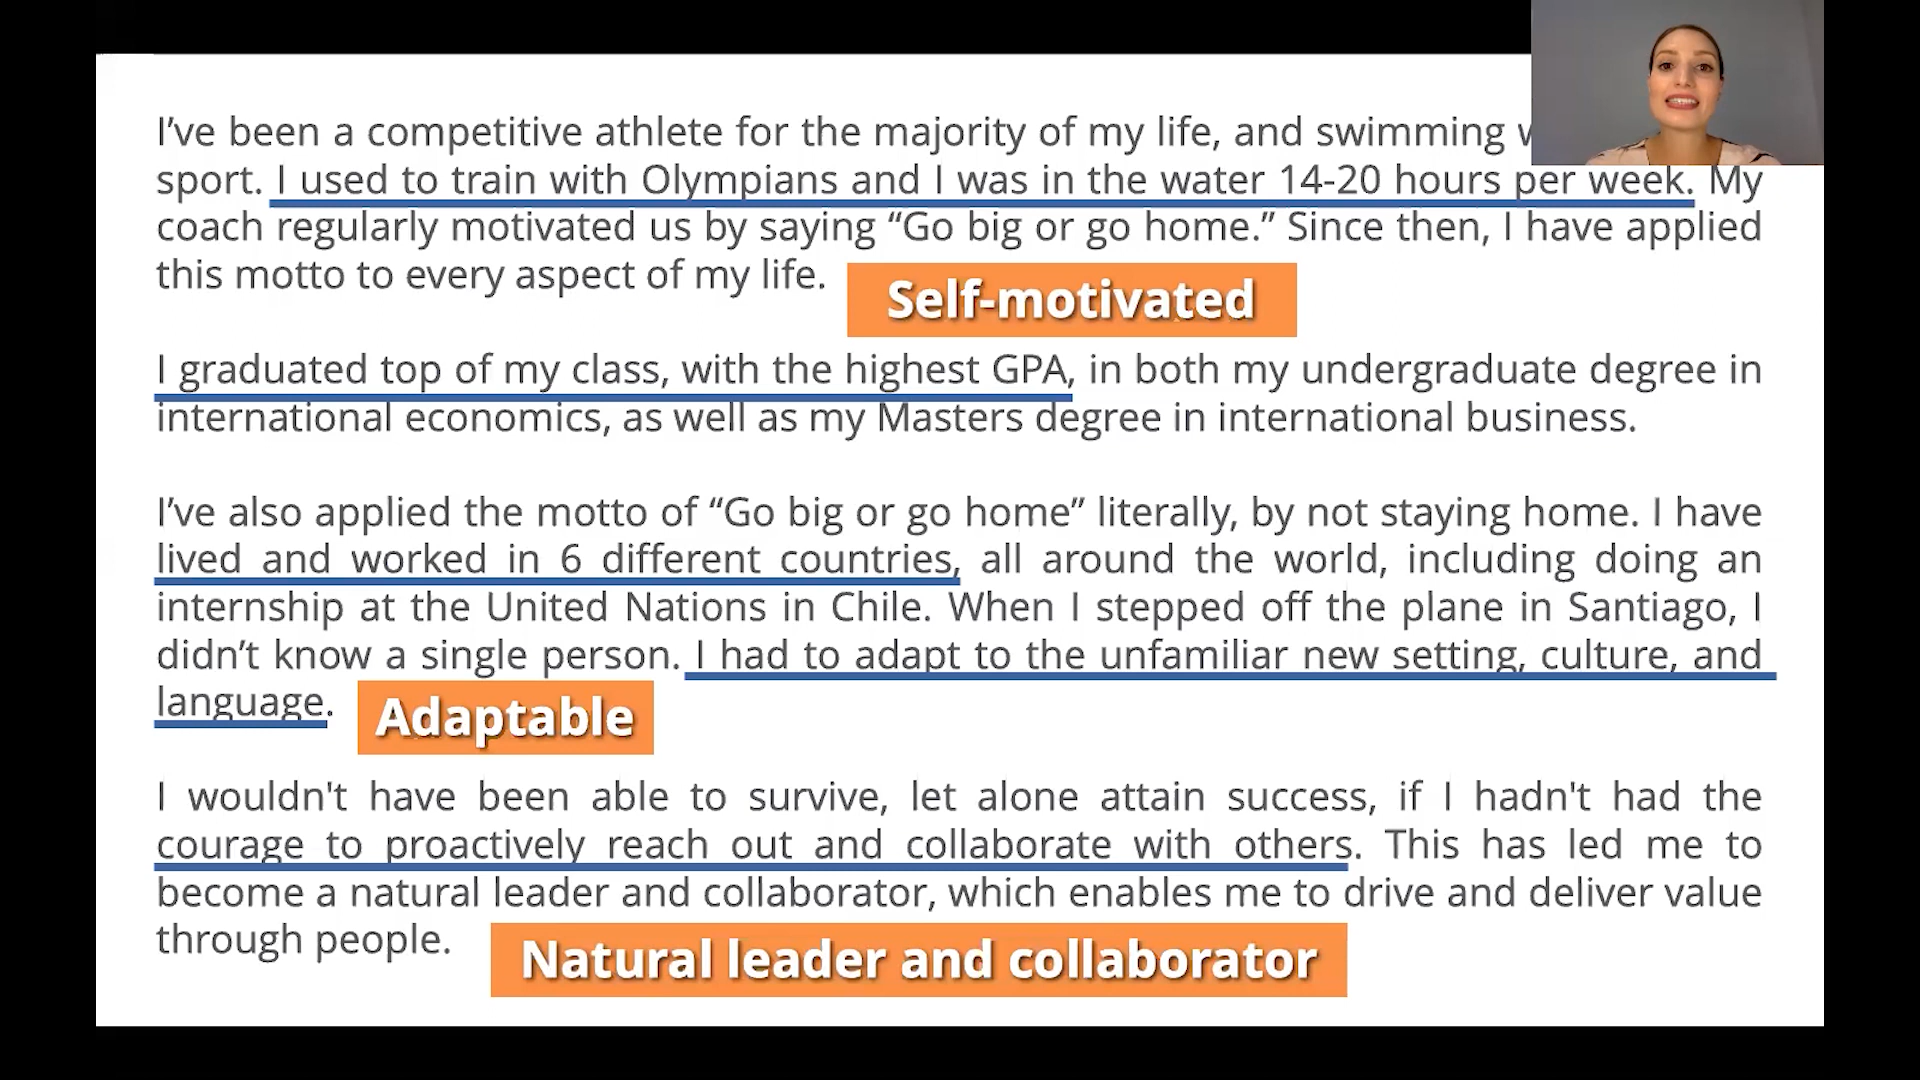 I’ve been a competitive athlete for the majority of my life, and swimming
sport. I used to train with Olympians and I was in the water 14-20 hours per week. My
coach regularly motivated us by saying “Go big or go home.” Since then, I have applied
this motto to every aspect of my life.
Self-motivated
I graduated top of my class, with the highest GPA, in both my undergraduate degree in
international economics, as well as my Masters degree in international business.
I’ve also applied the motto of “Go big or go home” literally, by not staying home. I have
lived and worked in 6 different countries, all around the world, including doing an
internship at the United Nations in Chile. When I stepped off the plane in Santiago, I
didn’t know a single person. I had to adapt to the unfamiliar new setting, culture, and
language.
Adaptable
I wouldn't have been able to survive, let alone attain success, if I hadn't had the
courage to proactively reach out and collaborate with others. This has led me to
become a natural leader and collaborator, which enables me to drive and deliver value
through people.
Natural leader and collaborator